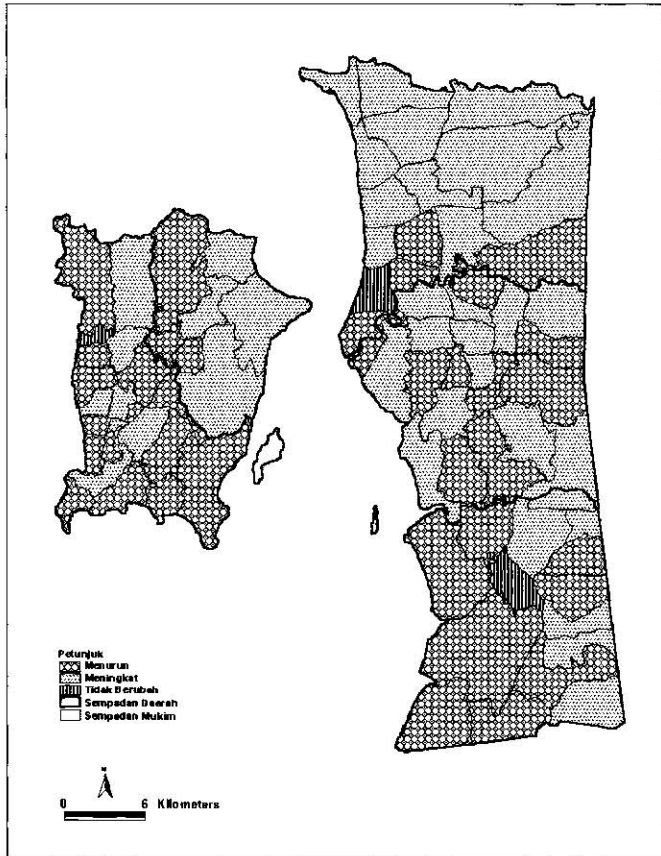 Petunjuk
Menurun
Meningkat
Tidak Berubah
Sempadan Daerah
Sempadan Mukim
N
0 6 Kilometers